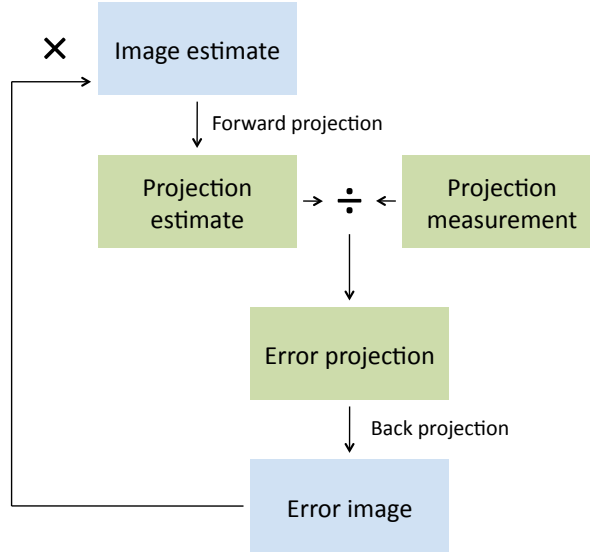 ×
Image estimate
Forward projection
Projection
estimate
÷
Projection
measurement
Error projection
Back projection
Error image